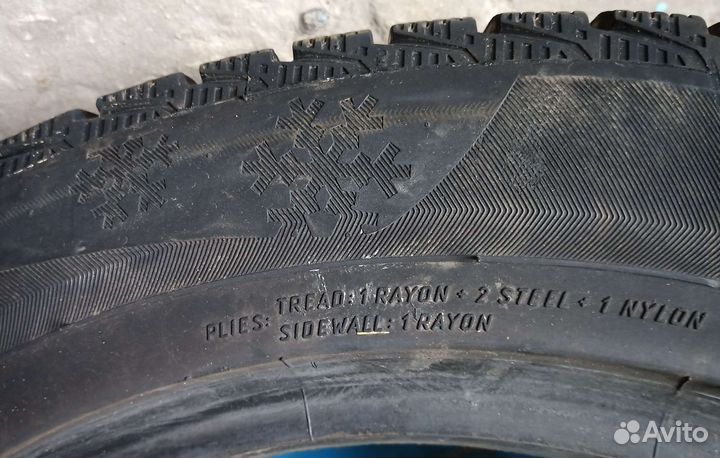 PLIES: TREAD: 1 RAYON + 2 STEEL + 1 NYLON
SIDEWALL: 1 RAYON
Avito